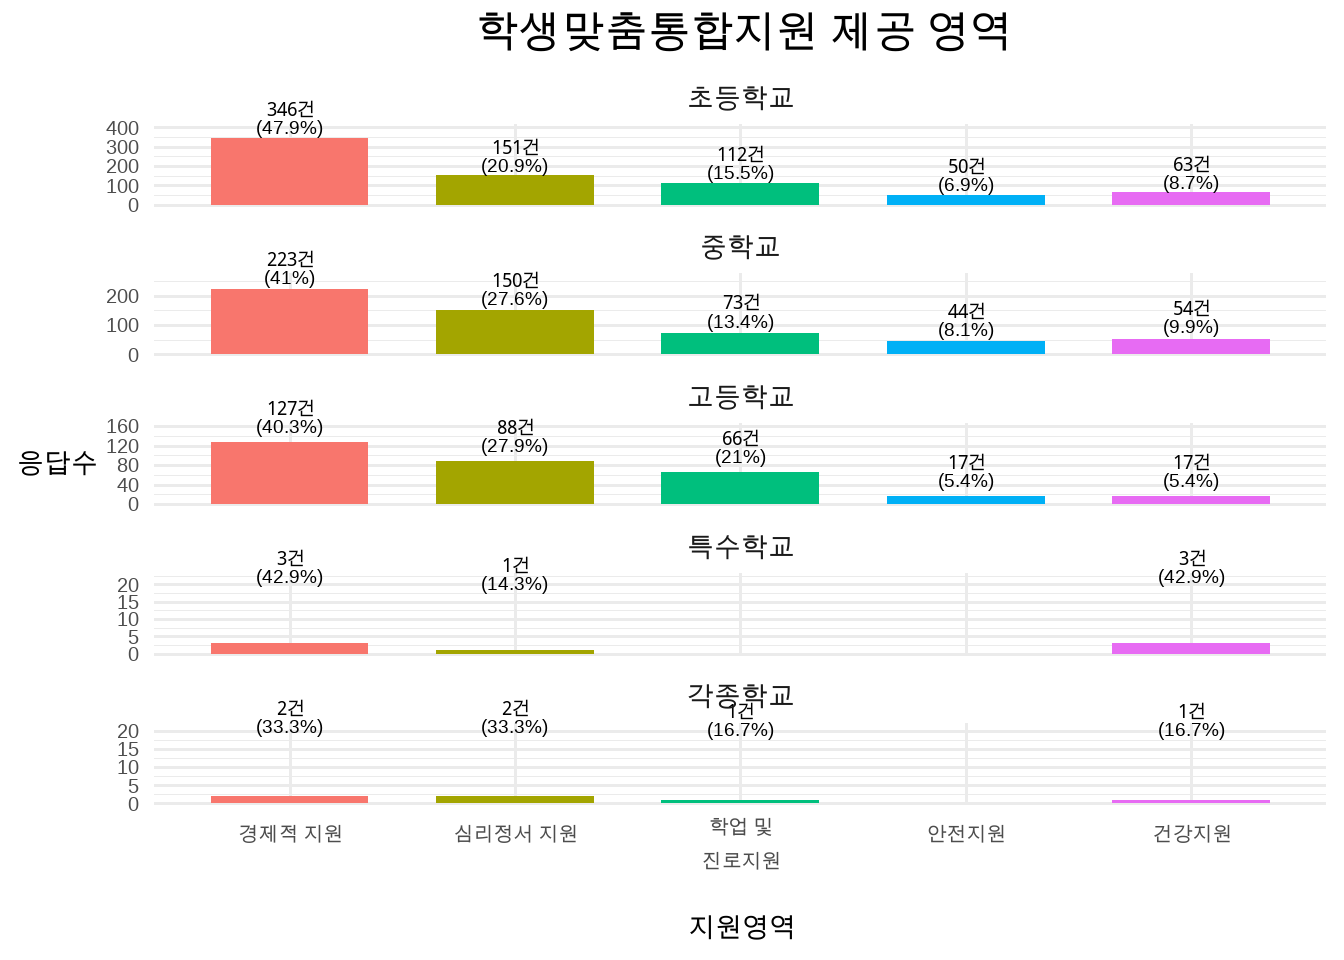 학생맞춤통합지원 제공 영역
초등학교
346건
(47.9%)
151건
(20.9%)
112건
(15.5%)
50건
(6.9%)
63건
(8.7%)
400
300
200
100
0
중학교
223건
(41%)
150건
(27.6%)
73건
(13.4%)
44건
(8.1%)
54건
(9.9%)
200
100
0
고등학교
127건
(40.3%)
88건
(27.9%)
66건
(21%)
17건
(5.4%)
17건
(5.4%)
160
120
80
40
0
응답수
특수학교
3건
(42.9%)
1건
(14.3%)
3건
(42.9%)
20
15
10
5
0
각종학교
2건
(33.3%)
2건
(33.3%)
1건
(16.7%)
1건
(16.7%)
20
15
10
5
0
경제적 지원
심리정서 지원
학업 및
진로지원
안전지원
건강지원
지원영역